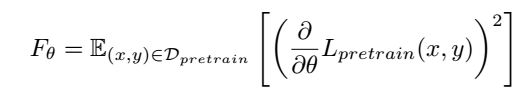 F_θ = 𝔼_{(x,y)∈𝒟_{pretrain}} [ ( ∂/∂θ L_{pretrain}(x, y) )^2 ]